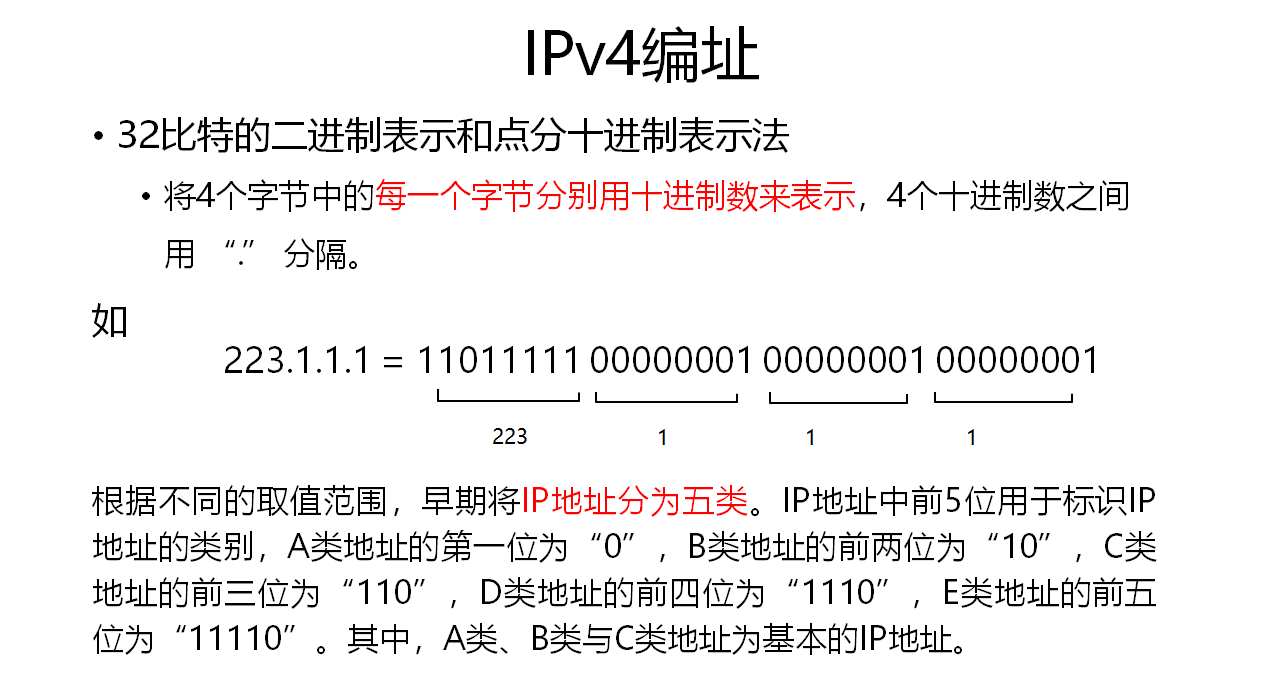 IPv4编址
• 32比特的二进制表示和点分十进制表示法
• 将4个字节中的每一个字节分别用十进制数来表示，4个十进制数之间
用 “.” 分隔。
如
223.1.1.1 = 11011111 00000001 00000001 00000001
223 1 1 1
根据不同的取值范围，早期将IP地址分为五类。IP地址中前5位用于标识IP
地址的类别，A类地址的第一位为“0”，B类地址的前两位为“10”，C类
地址的前三位为“110”，D类地址的前四位为“1110”，E类地址的前五
位为“11110”。其中，A类、B类与C类地址为基本的IP地址。